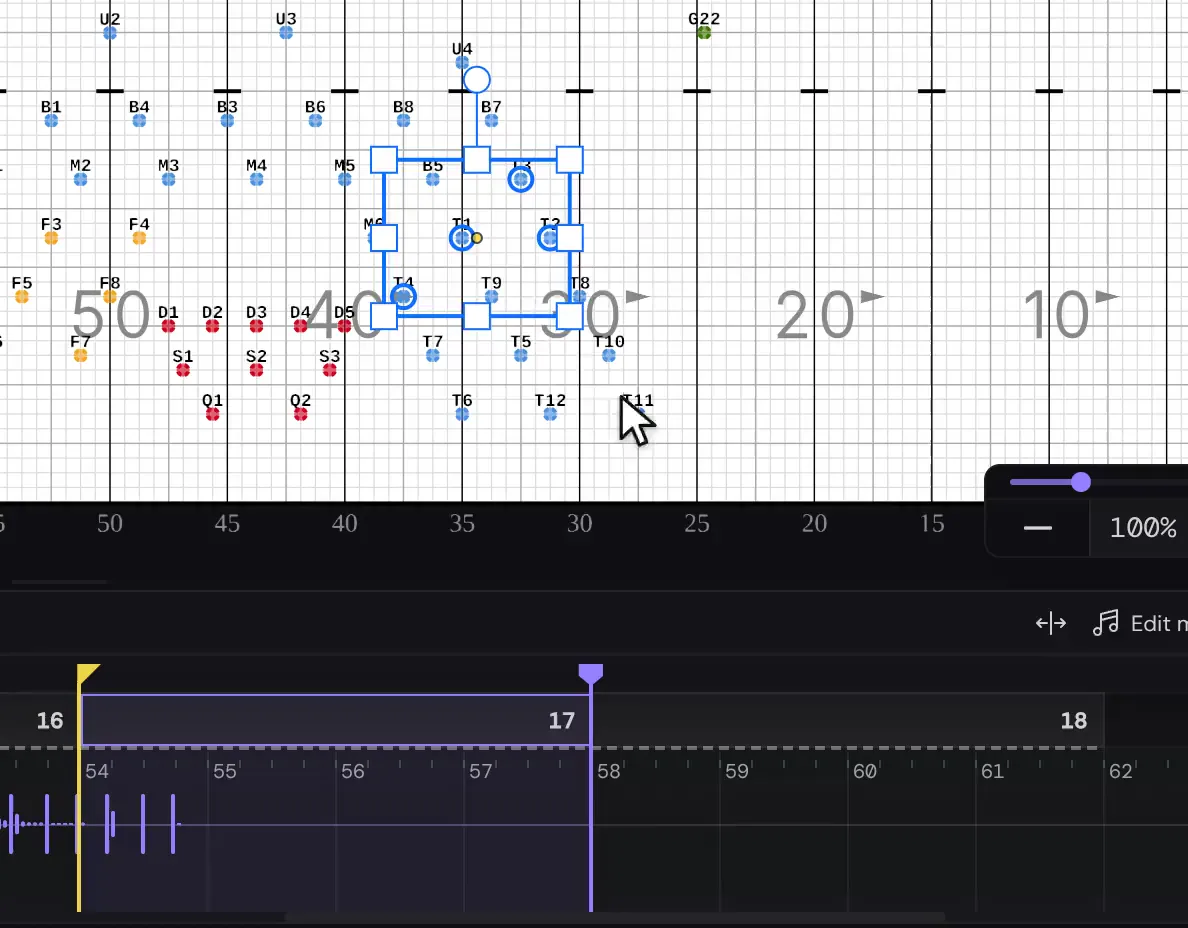 U2 U3 G22
U4
B1 B4 B3 B6 B8 B7
M2 M3 M4 M5 B5 T3
F3 F4 T1 T2
F5 F8 T4 T9 T8
50 40 30 20 10
D1 D2 D3 D4 D5
F7 T7 T5 T10
S1 S2 S3
Q1 Q2 T6 T12 T11
50 45 40 35 30 25 20 15
100%
Edit
16 17 18
54 55 56 57 58 59 60 61 62